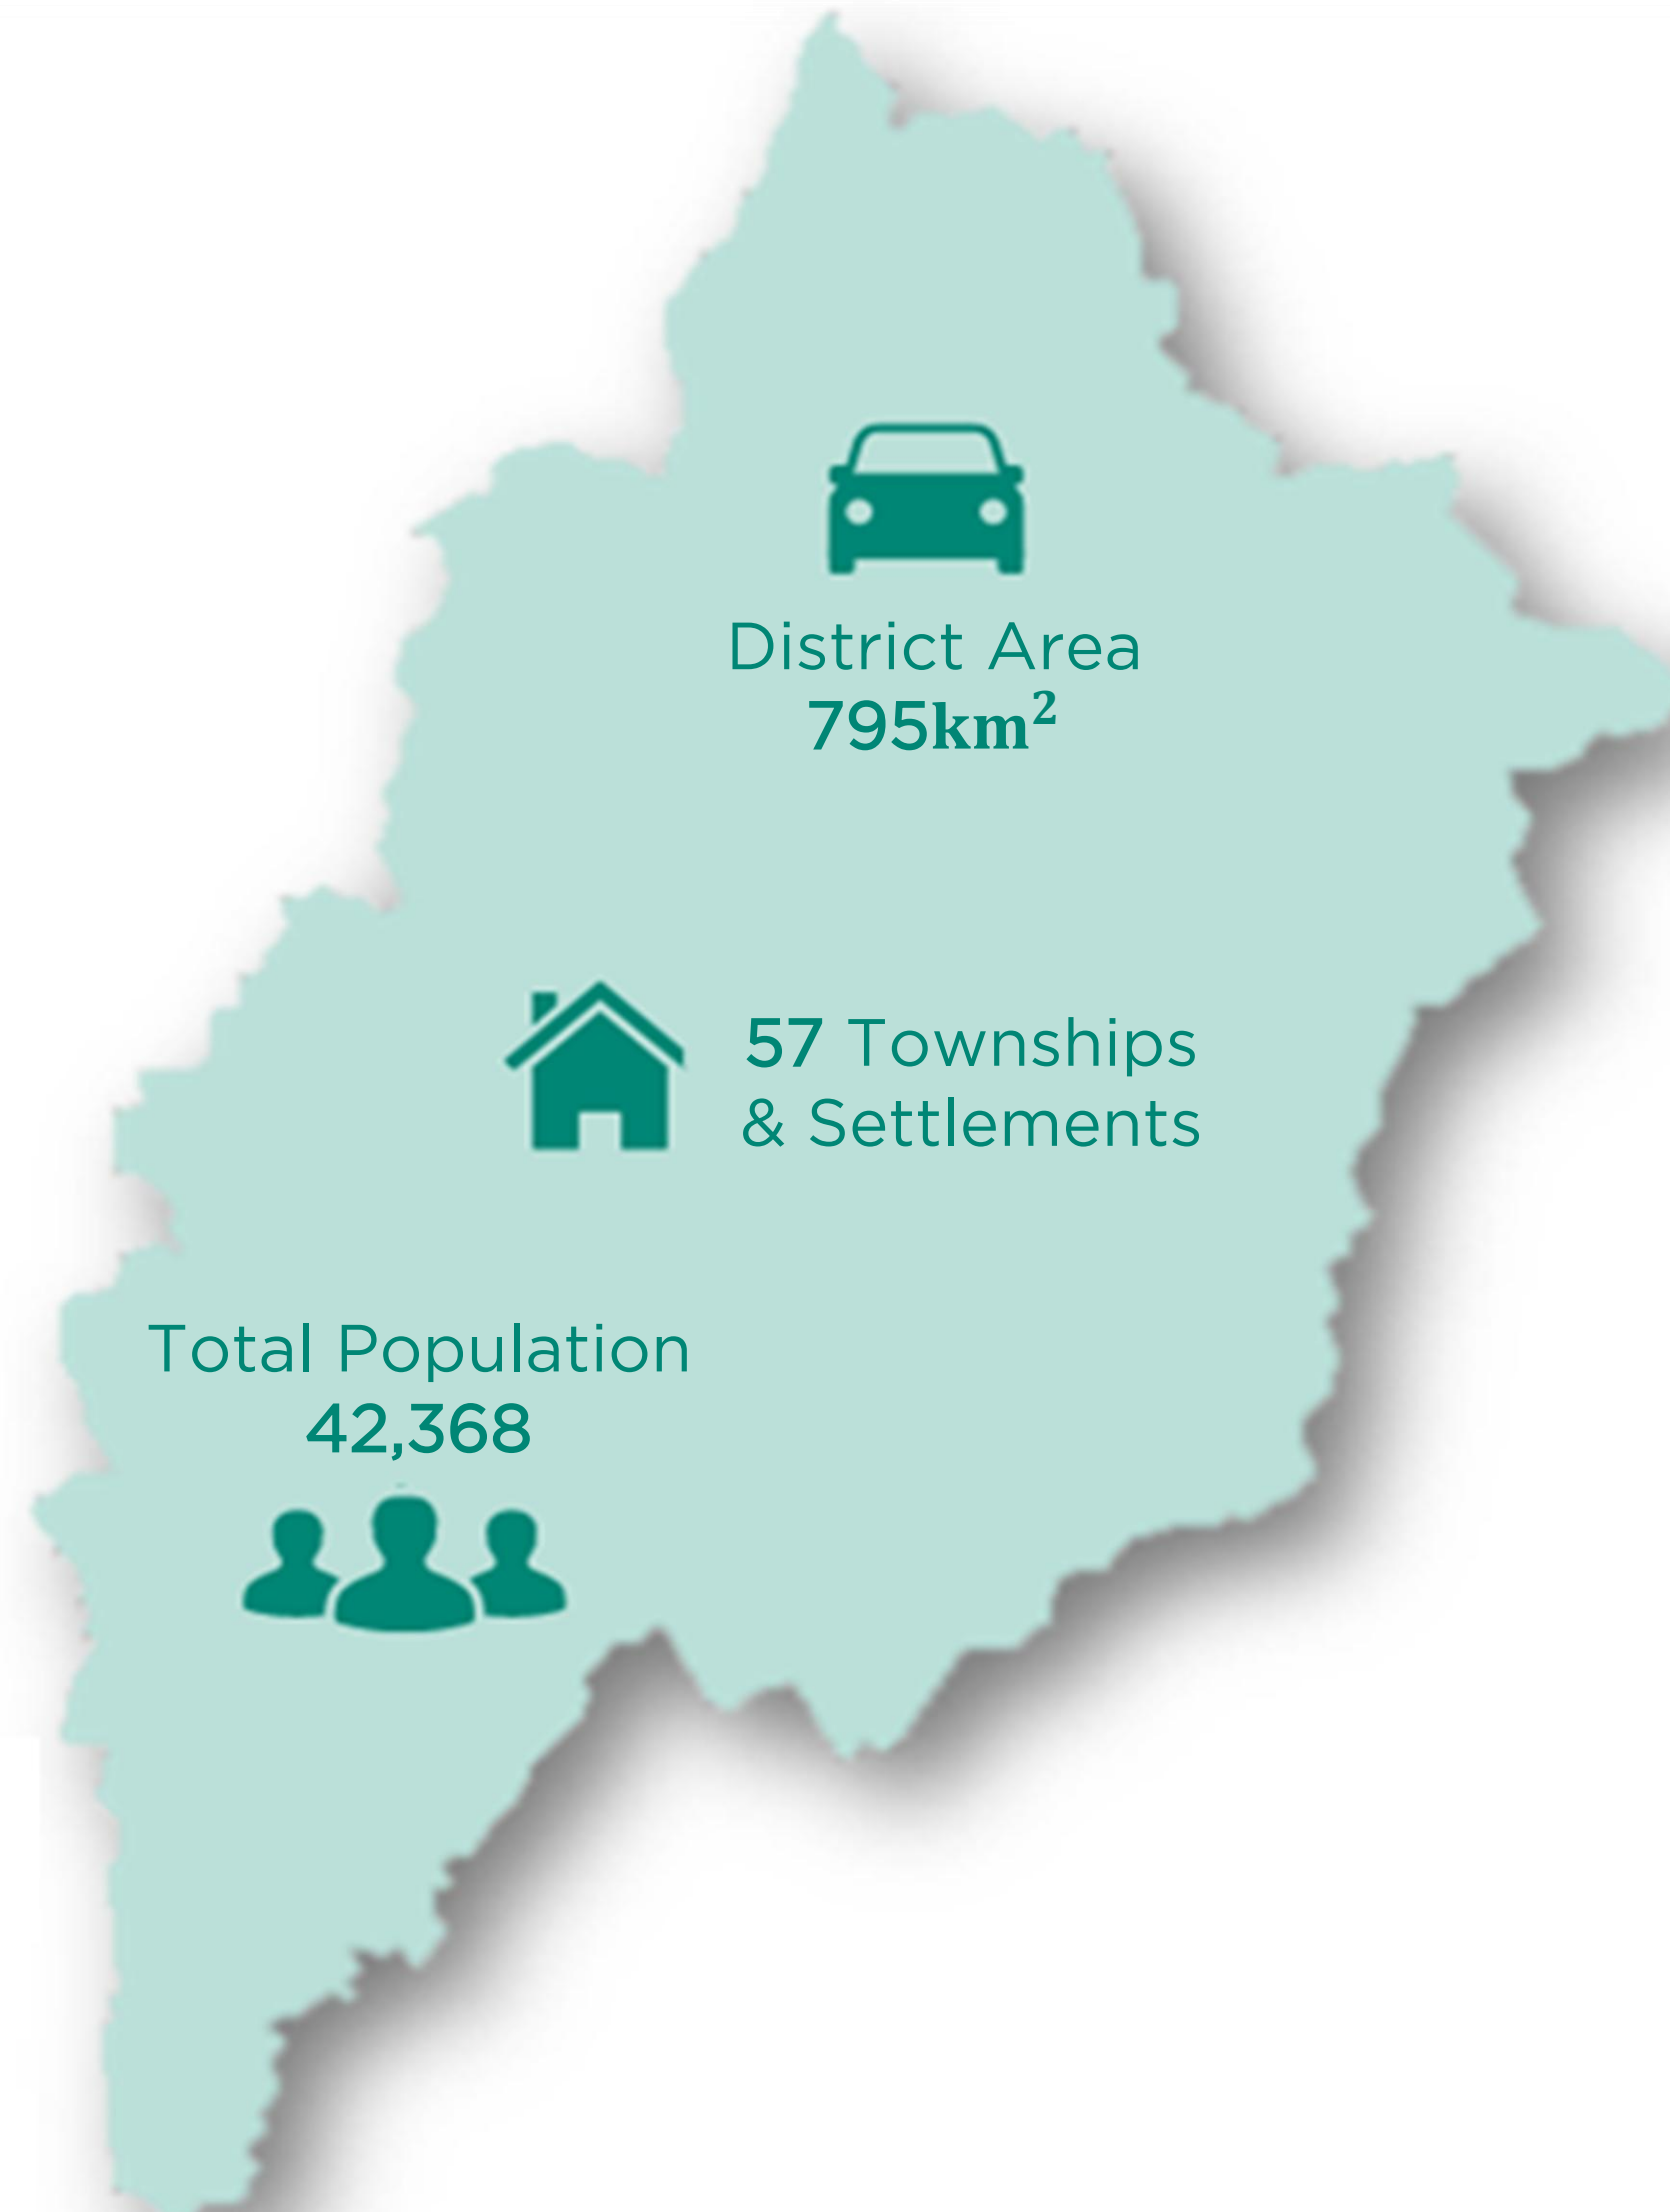 District Area
795km²
57 Townships
& Settlements
Total Population
42,368